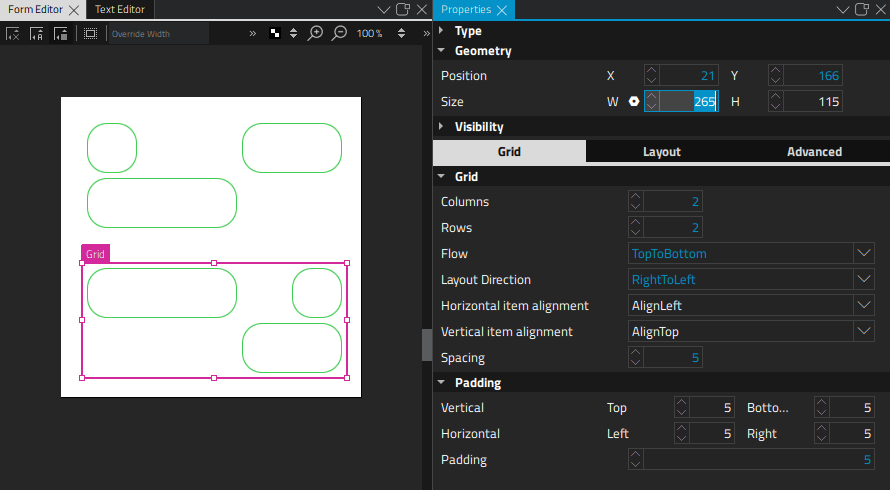 Form Editor
Text Editor
Properties
Override Width
100 %
Type
Geometry
Position X 21 Y 166
Size W 265 H 115
Visibility
Grid Layout Advanced
Grid
Columns 2
Rows 2
Flow TopToBottom
Layout Direction RightToLeft
Horizontal item alignment AlignLeft
Vertical item alignment AlignTop
Spacing 5
Padding
Vertical Top 5 Botto... 5
Horizontal Left 5 Right 5
Padding 5
Grid